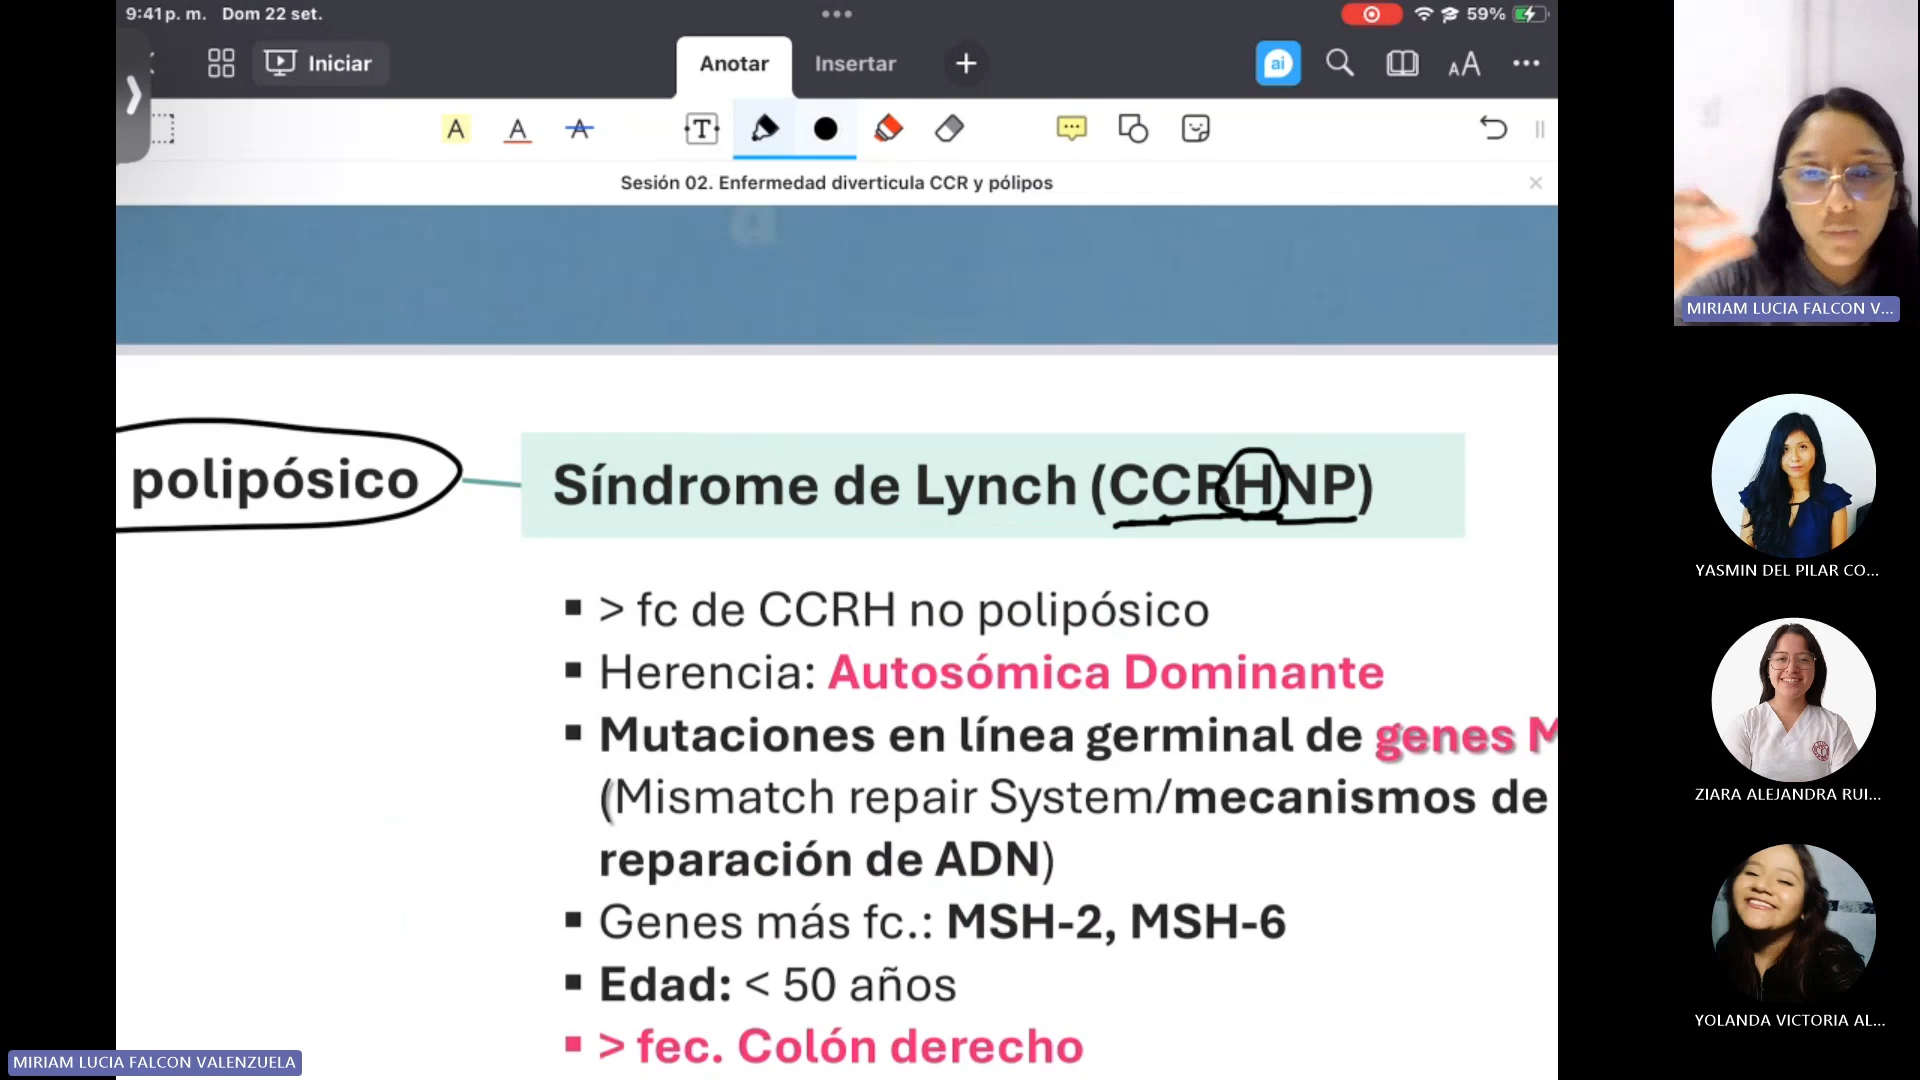 9:41 p. m. Dom 22 set.
59%
Iniciar
Anotar
Insertar
ai
AA
A A A
T
Sesión 02. Enfermedad diverticula CCR y pólipos
polipósico
Síndrome de Lynch (CCRHNP)
▪ > fc de CCRH no polipósico
▪ Herencia: Autosómica Dominante
▪ Mutaciones en línea germinal de genes M
(Mismatch repair System/mecanismos de
reparación de ADN)
▪ Genes más fc.: MSH-2, MSH-6
▪ Edad: < 50 años
▪ > fec. Colón derecho
MIRIAM LUCIA FALCON VALENZUELA
MIRIAM LUCIA FALCON V...
YASMIN DEL PILAR CO...
ZIARA ALEJANDRA RUI...
YOLANDA VICTORIA AL...